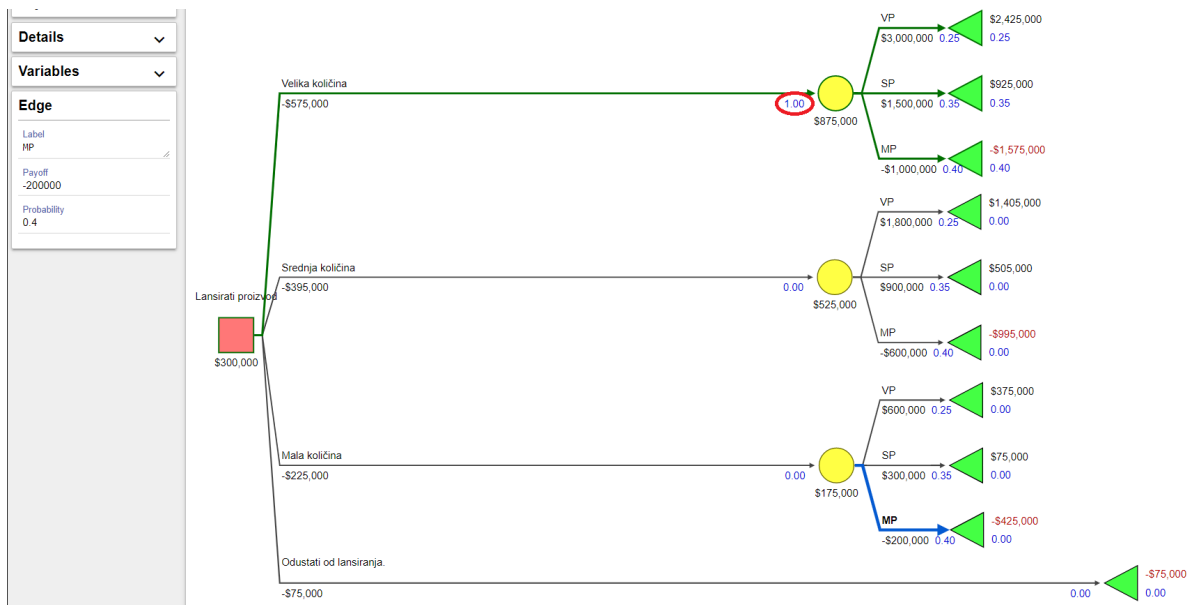 Details
Variables
Edge
Label
MP
Payoff
-200000
Probability
0.4
Lansirati proizvod
$300,000
Velika količina
-$575,000
1.00
$875,000
VP
$3,000,000 0.25
$2,425,000
0.25
SP
$1,500,000 0.35
$925,000
0.35
MP
-$1,000,000 0.40
-$1,575,000
0.40
Srednja količina
-$395,000
0.00
$525,000
VP
$1,800,000 0.25
$1,405,000
0.00
SP
$900,000 0.35
$505,000
0.00
MP
-$600,000 0.40
-$995,000
0.00
Mala količina
-$225,000
0.00
$175,000
VP
$600,000 0.25
$375,000
0.00
SP
$300,000 0.35
$75,000
0.00
MP
-$200,000 0.40
-$425,000
0.00
Odustati od lansiranja.
-$75,000
0.00
-$75,000
0.00